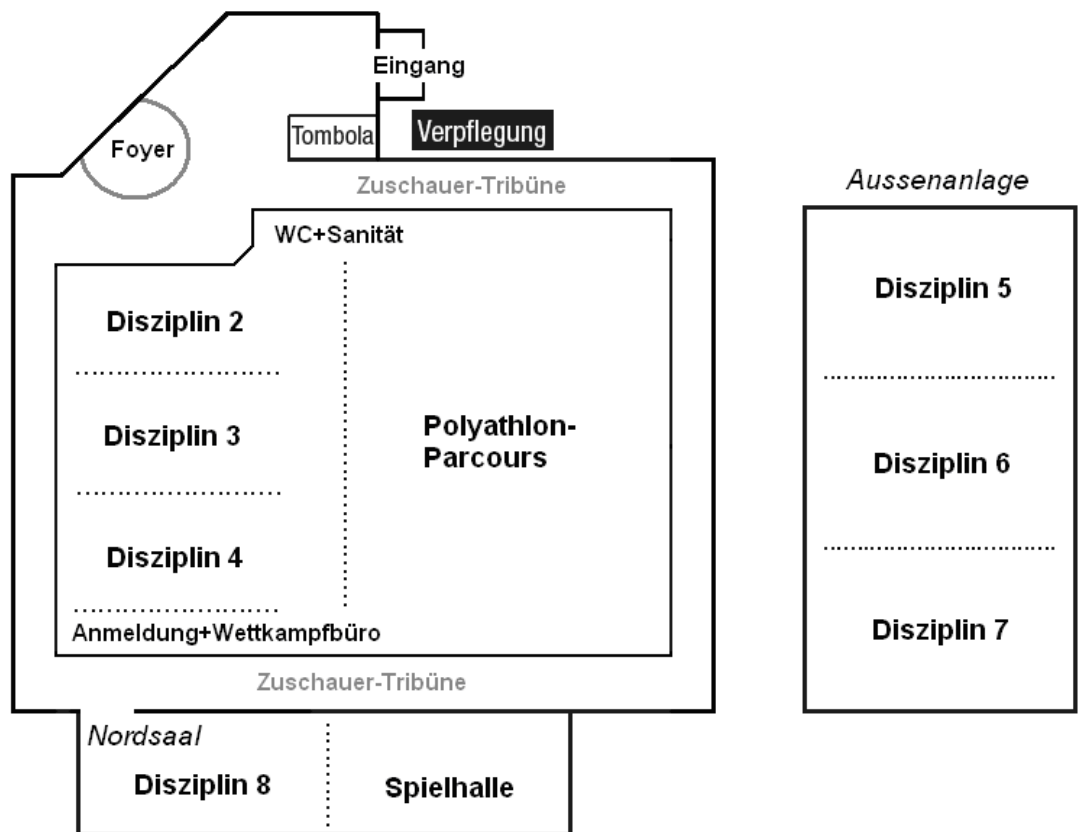 Eingang
Tombola
Verpflegung
Foyer
Zuschauer-Tribüne
Aussenanlage
WC+Sanität
Disziplin 2
Disziplin 3
Disziplin 4
Polyathlon-
Parcours
Anmeldung+Wettkampfbüro
Zuschauer-Tribüne
Disziplin 5
Disziplin 6
Disziplin 7
Nordsaal
Disziplin 8
Spielhalle